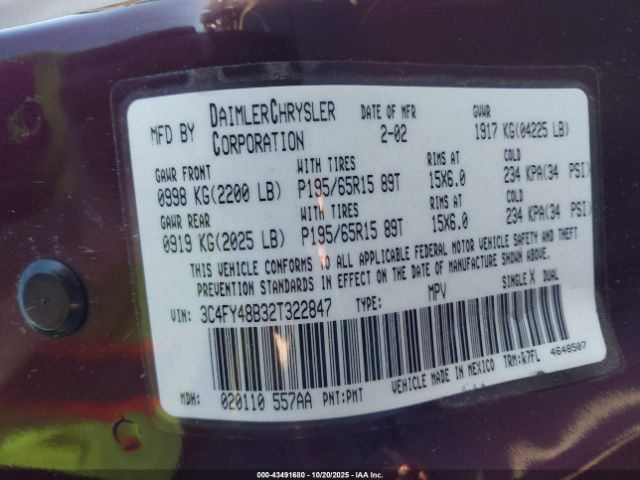 MFD BY DAIMLERCHRYSLER CORPORATION DATE OF MFR 2-02 GVWR 1917 KG(04225 LB)
GAWR FRONT WITH TIRES RIMS AT COLD
0998 KG(2200 LB) P195/65R15 89T 15X6.0 234 KPA(34 PSI)
GAWR REAR WITH TIRES RIMS AT COLD
0919 KG(2025 LB) P195/65R15 89T 15X6.0 234 KPA(34 PSI)
THIS VEHICLE CONFORMS TO ALL APPLICABLE FEDERAL MOTOR VEHICLE SAFETY AND THEFT
PREVENTION STANDARDS IN EFFECT ON THE DATE OF MANUFACTURE SHOWN ABOVE.
VIN: 3C4FY48B32T322847 TYPE: MPV SINGLE X DUAL
MDH: 020110 557AA PNT:PMT VEHICLE MADE IN MEXICO TRM:R7FL 4648507
500-43491680 - 10/20/2025 - IAA Inc.